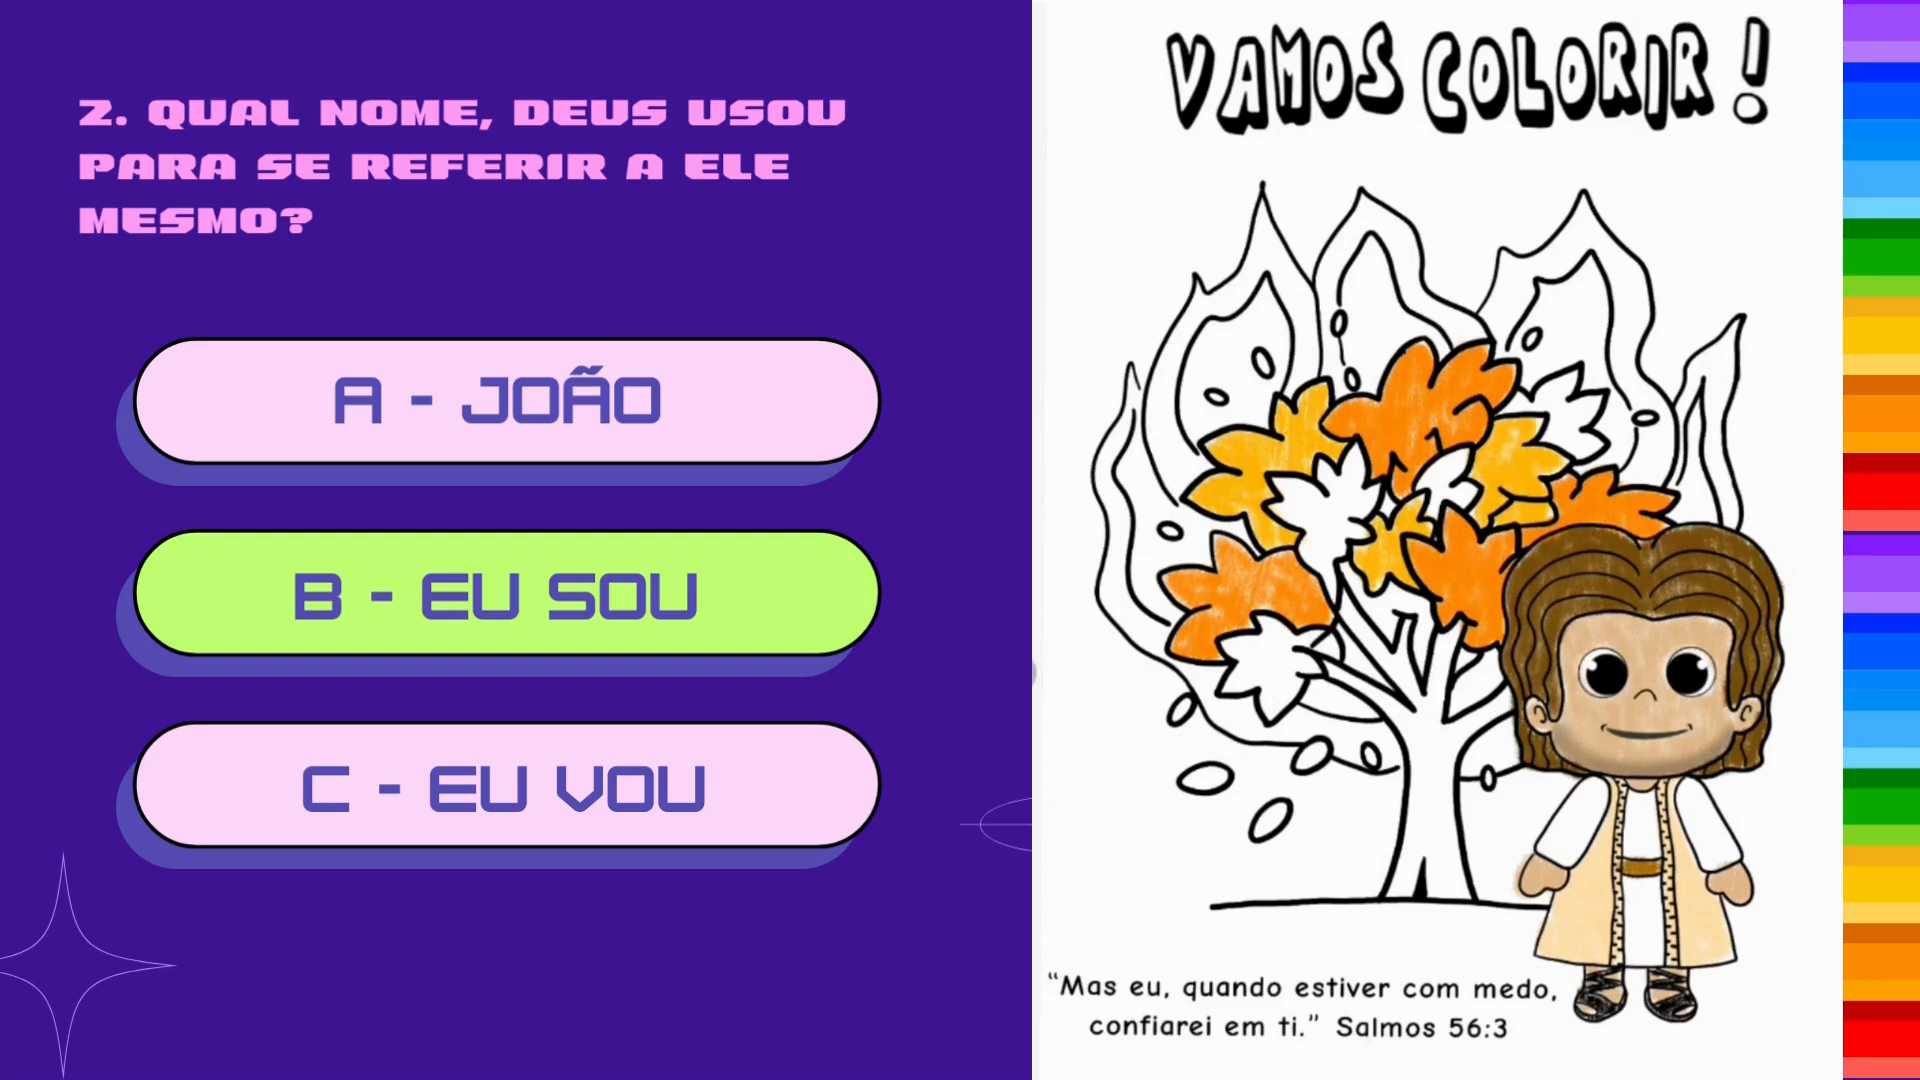 2. QUAL NOME, DEUS USOU
PARA SE REFERIR A ELE
MESMO?
A - JOÃO
B - EU SOU
C - EU VOU
VAMOS COLORIR !
“Mas eu, quando estiver com medo,
confiarei em ti.” Salmos 56:3